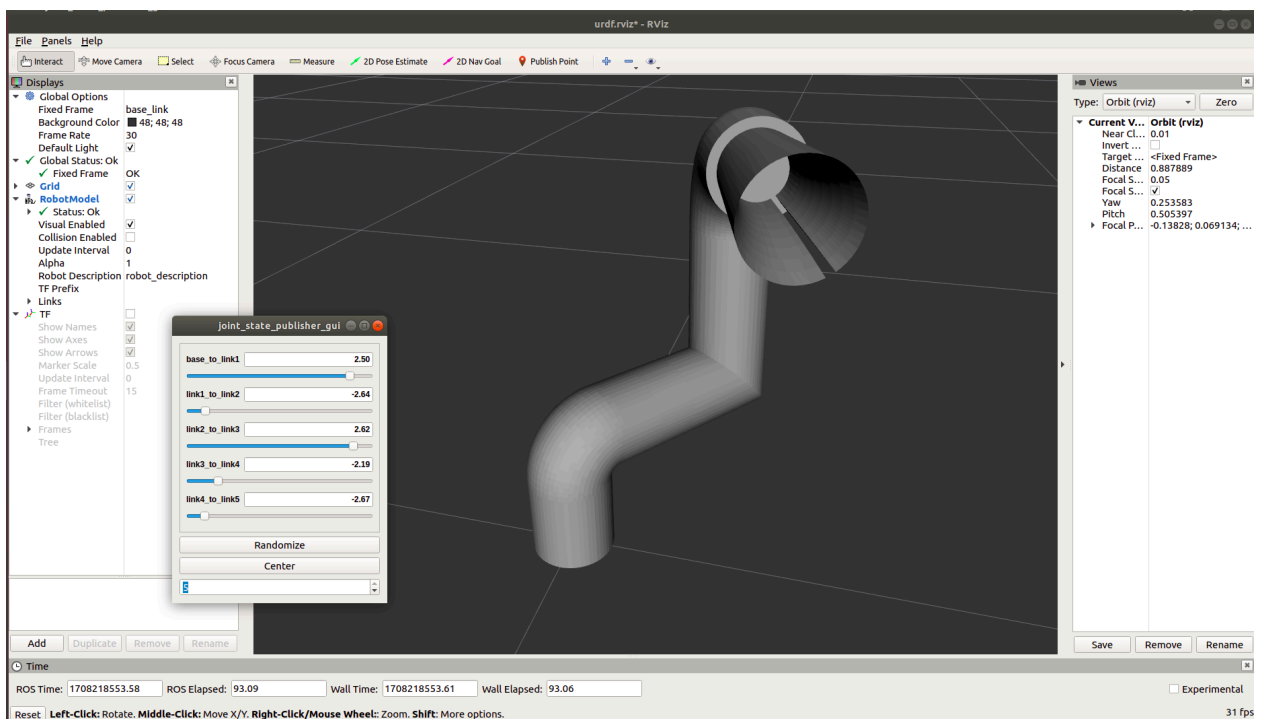 urdf.rviz* - RViz
File Panels Help
Interact Move Camera Select Focus Camera Measure 2D Pose Estimate 2D Nav Goal Publish Point
Displays
Global Options
Fixed Frame base_link
Background Color 48; 48; 48
Frame Rate 30
Default Light
Global Status: Ok
Fixed Frame OK
Grid
RobotModel
Status: Ok
Visual Enabled
Collision Enabled
Update Interval 0
Alpha 1
Robot Description robot_description
TF Prefix
Links
TF
Show Names
Show Axes
Show Arrows
Marker Scale 0.5
Update Interval 0
Frame Timeout 15
Filter (whitelist)
Filter (blacklist)
Frames
Tree
Add Duplicate Remove Rename
joint_state_publisher_gui
base_to_link1 2.50
link1_to_link2 -2.64
link2_to_link3 2.62
link3_to_link4 -2.19
link4_to_link5 -2.67
Randomize
Center
5
Views
Type: Orbit (rviz) Zero
Current V... Orbit (rviz)
Near Cl... 0.01
Invert ...
Target ... <Fixed Frame>
Distance 0.887889
Focal S... 0.05
Focal S...
Yaw 0.253583
Pitch 0.505397
Focal P... -0.13828; 0.069134; ...
Save Remove Rename
Time
ROS Time: 1708218553.58 ROS Elapsed: 93.09 Wall Time: 1708218553.61 Wall Elapsed: 93.06 Experimental
Reset Left-Click: Rotate. Middle-Click: Move X/Y. Right-Click/Mouse Wheel:: Zoom. Shift: More options. 31 fps